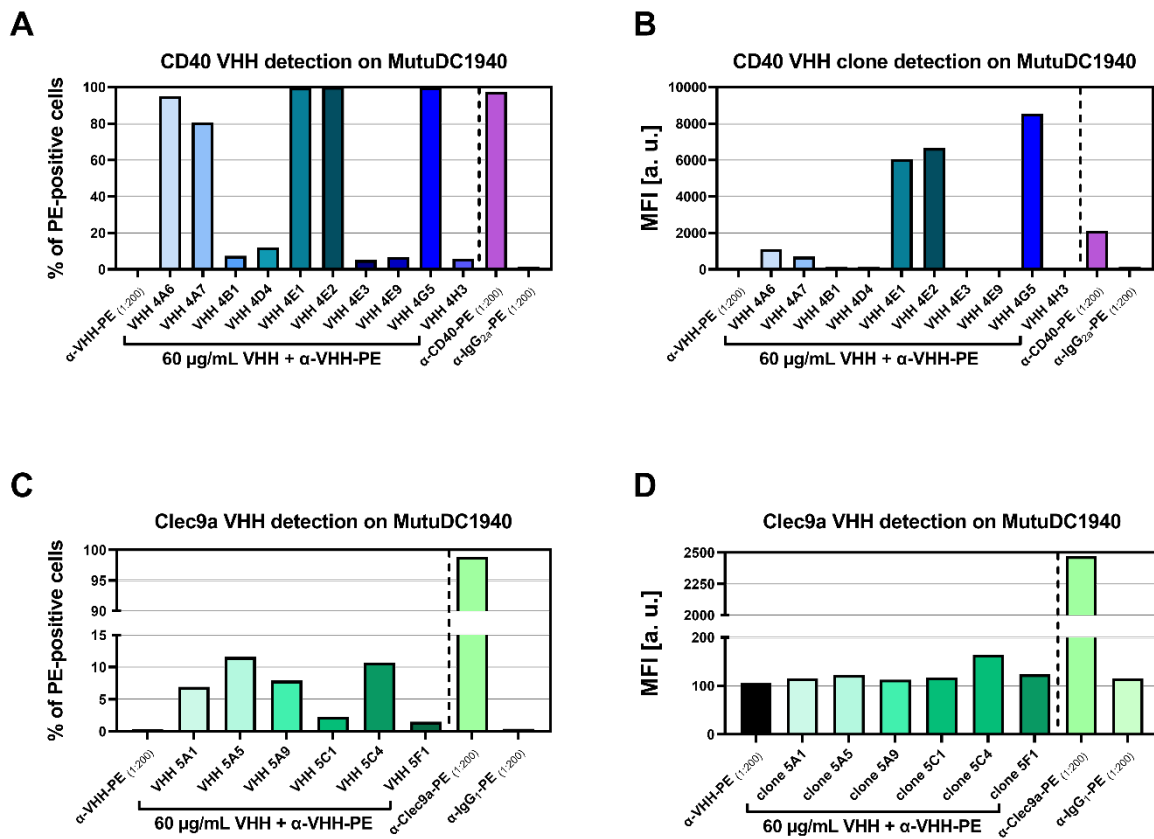 A
CD40 VHH detection on MutuDC1940
% of PE-positive cells
100
80
60
40
20
0
α-VHH-PE (1:200)
VHH 4A6
VHH 4A7
VHH 4B1
VHH 4D4
VHH 4E1
VHH 4E2
VHH 4E3
VHH 4E9
VHH 4G5
VHH 4H3
α-CD40-PE (1:200)
α-IgG2a-PE (1:200)
60 µg/mL VHH + α-VHH-PE
B
CD40 VHH clone detection on MutuDC1940
MFI [a. u.]
10000
8000
6000
4000
2000
0
α-VHH-PE (1:200)
VHH 4A6
VHH 4A7
VHH 4B1
VHH 4D4
VHH 4E1
VHH 4E2
VHH 4E3
VHH 4E9
VHH 4G5
VHH 4H3
α-CD40-PE (1:200)
α-IgG2a-PE (1:200)
60 µg/mL VHH + α-VHH-PE
C
Clec9a VHH detection on MutuDC1940
% of PE-positive cells
100
95
90
15
10
5
0
α-VHH-PE (1:200)
VHH 5A1
VHH 5A5
VHH 5A9
VHH 5C1
VHH 5C4
VHH 5F1
α-Clec9a-PE (1:200)
α-IgG1-PE (1:200)
60 µg/mL VHH + α-VHH-PE
D
Clec9a VHH detection on MutuDC1940
MFI [a. u.]
2500
2250
2000
200
100
0
α-VHH-PE (1:200)
clone 5A1
clone 5A5
clone 5A9
clone 5C1
clone 5C4
clone 5F1
α-Clec9a-PE (1:200)
α-IgG1-PE (1:200)
60 µg/mL VHH + α-VHH-PE